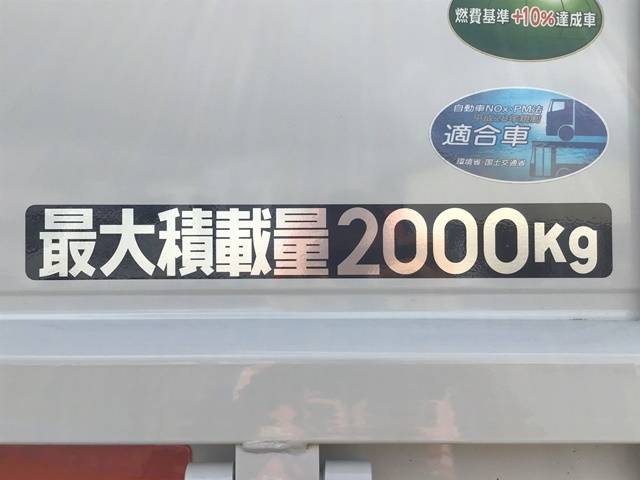 燃費基準+10%達成車
自動車NOx・PM法
適合車
環境省・国土交通省
最大積載量2000Kg